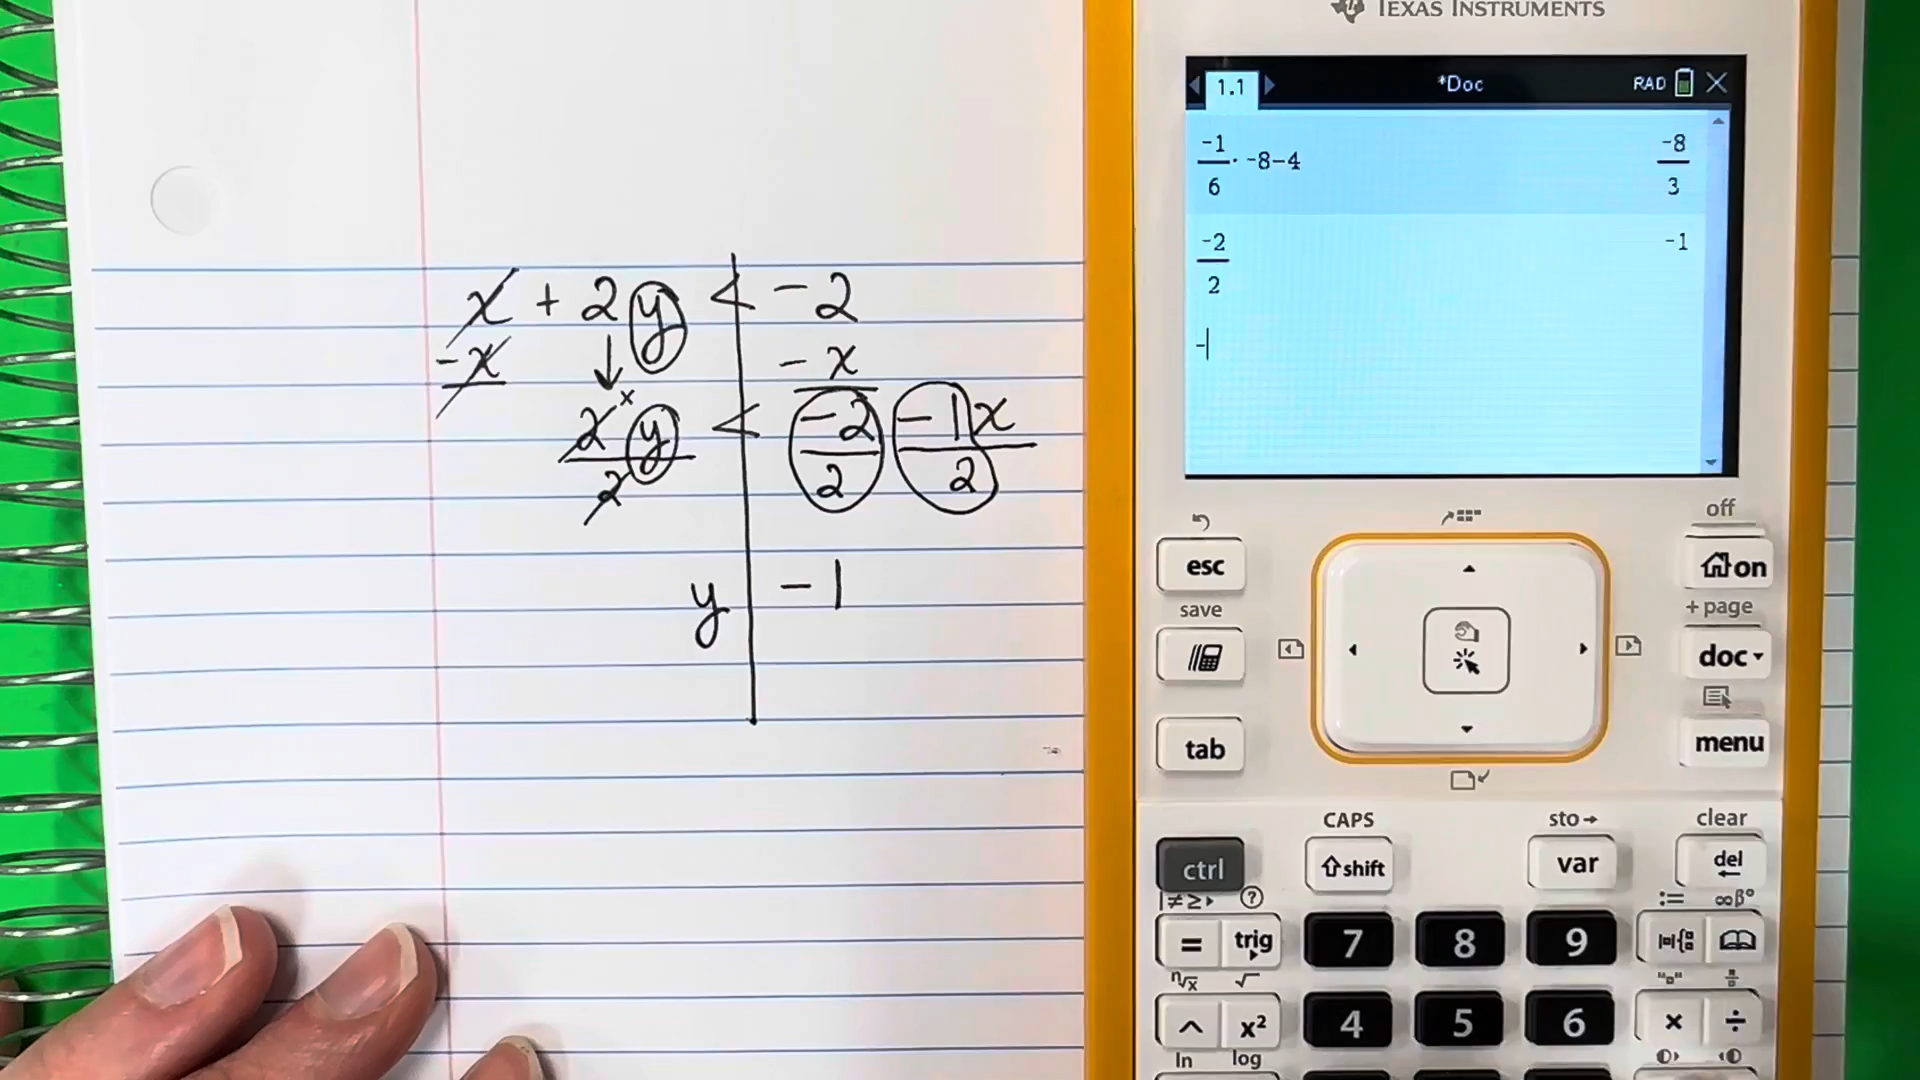 x + 2y < -2
-x   -x
2 x y < -2 -1x
2   2   2
y -1
TEXAS INSTRUMENTS
1.1 *Doc RAD
-1/6 · -8-4   -8/3
-2/2   -1
-
off
esc
on
save
+ page
doc
tab
menu
CAPS
sto→
clear
ctrl
shift
var
del
|≠≥▸ ?
:= ∞β°
= trig 7 8 9
ⁿ√x √
^ x² 4 5 6 × ÷
ln log